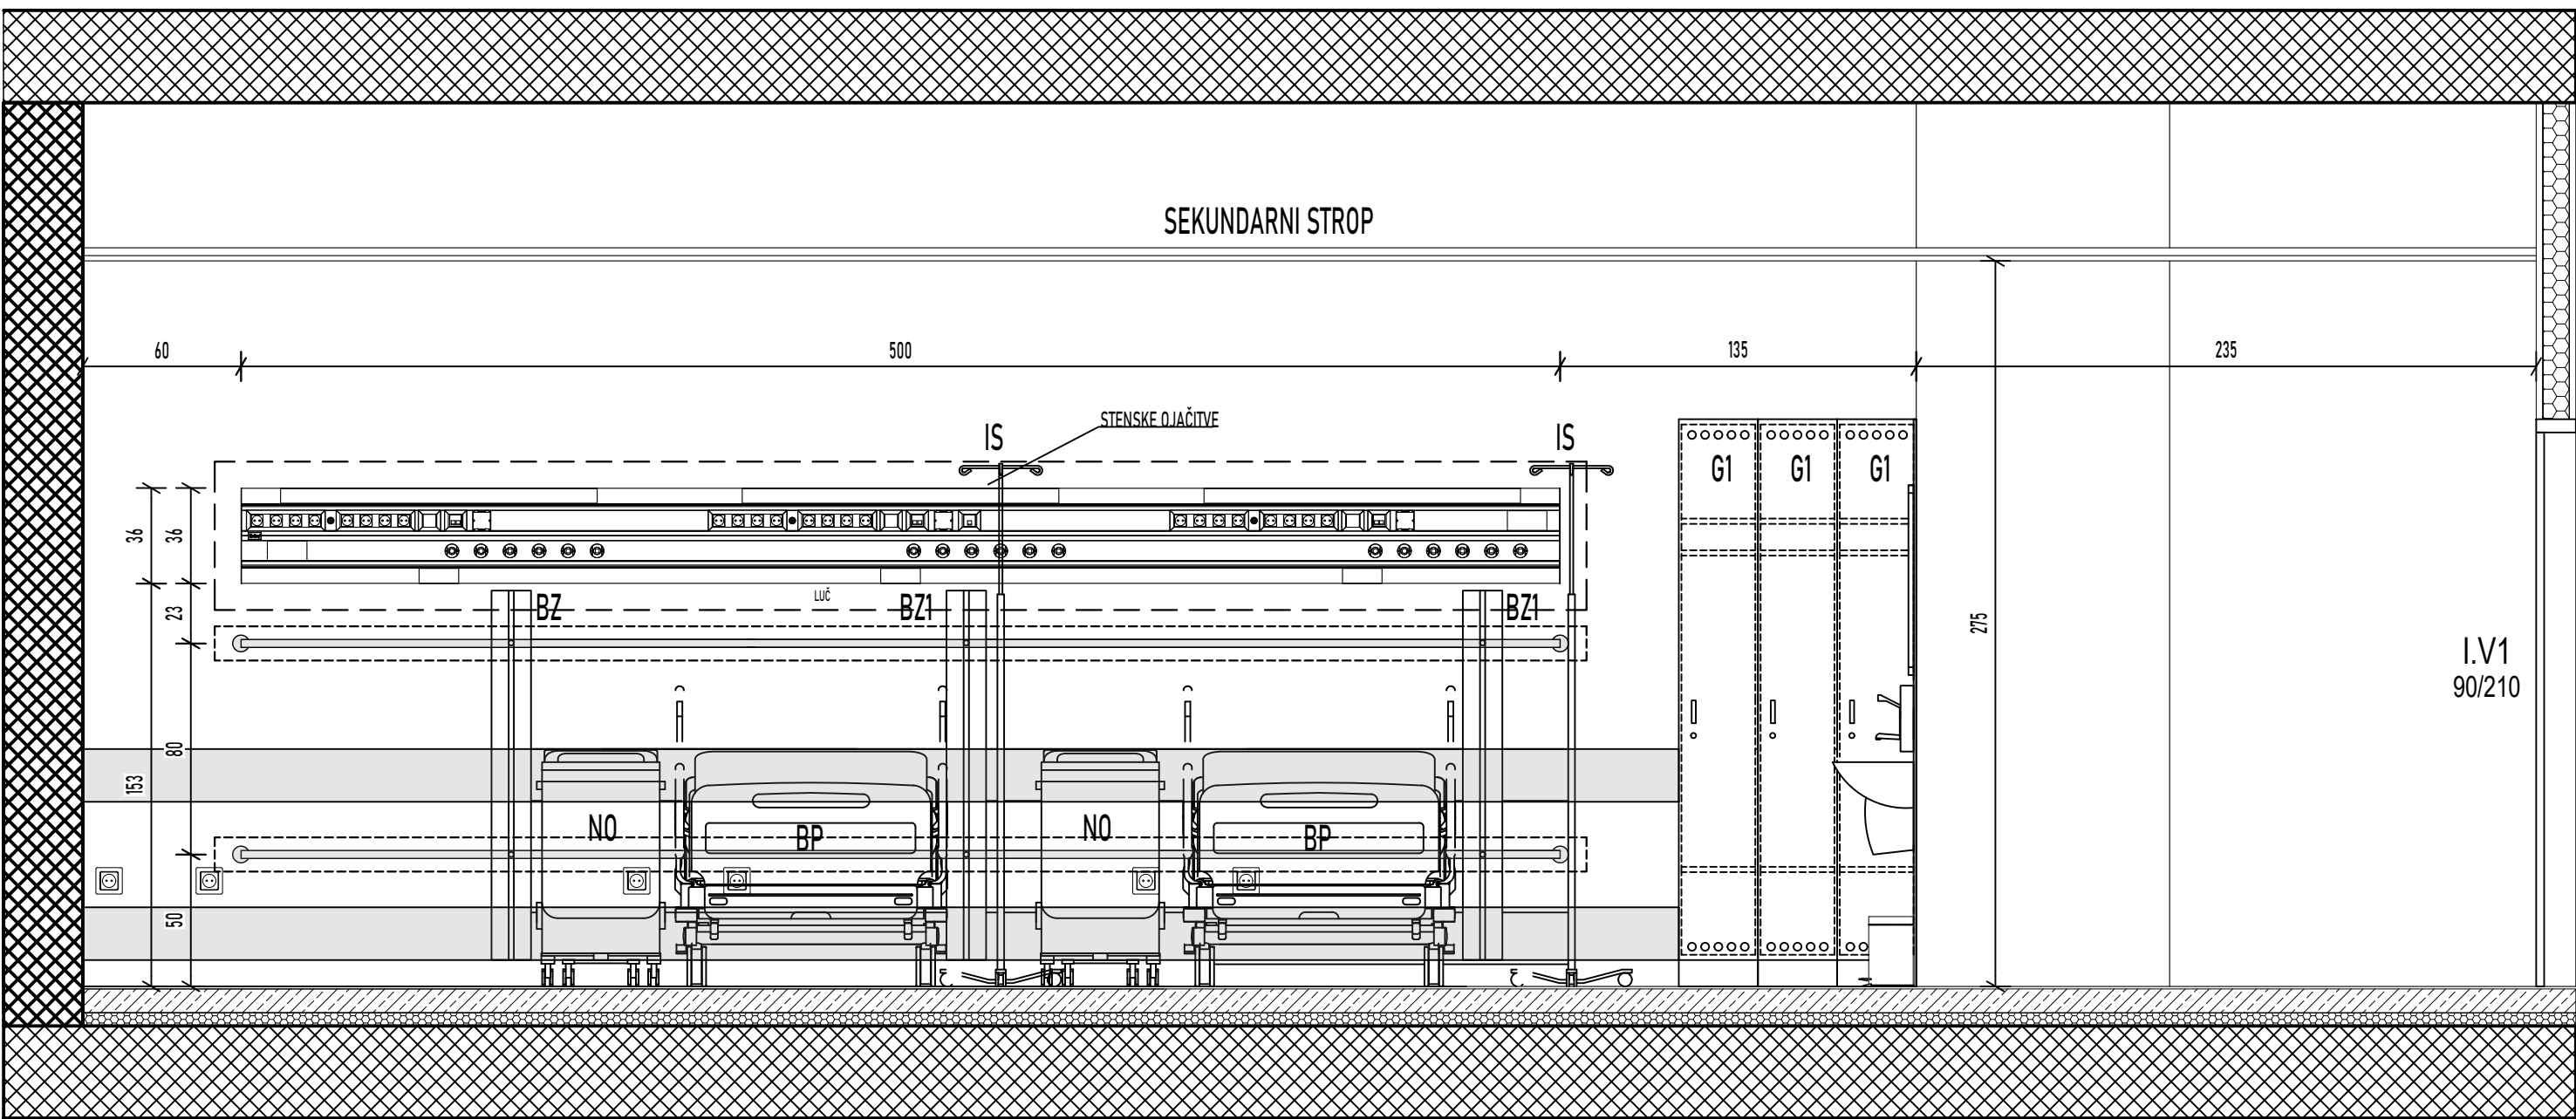 SEKUNDARNI STROP
60
500
135
235
STENSKE OJAČITVE
IS
IS
G1
G1
G1
36
36
LUČ
BZ
BZ1
BZ1
23
275
I.V1
90/210
80
153
NO
BP
NO
BP
50